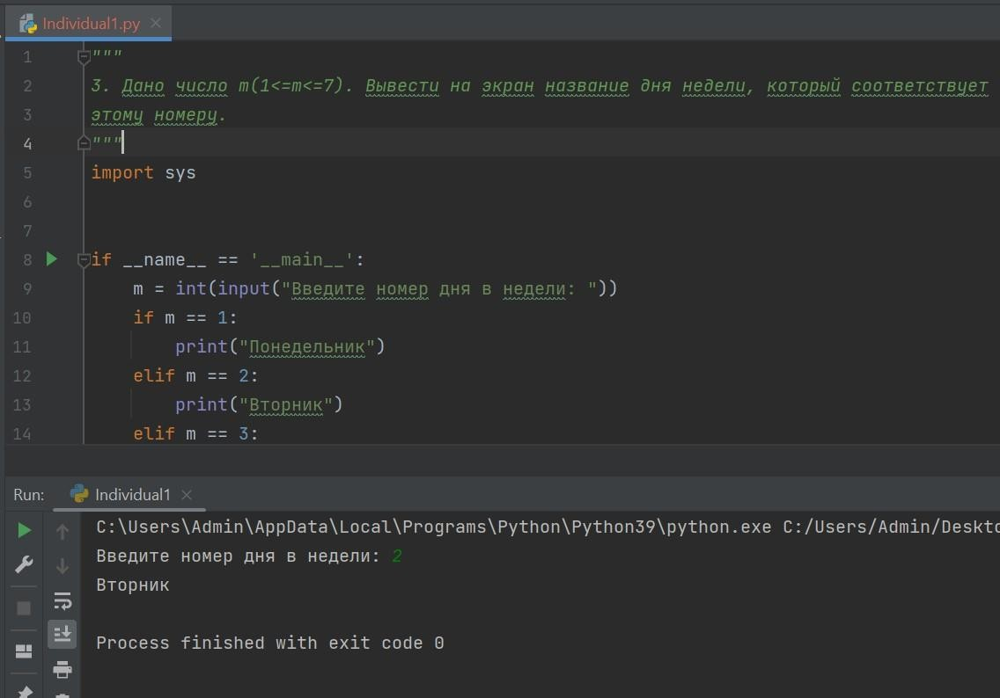 Individual1.py
1 """
2 3. Дано число m(1<=m<=7). Вывести на экран название дня недели, который соответствует
3 этому номеру.
4 """
5 import sys
6
7
8 if __name__ == '__main__':
9 m = int(input("Введите номер дня в недели: "))
10 if m == 1:
11 print("Понедельник")
12 elif m == 2:
13 print("Вторник")
14 elif m == 3:
Run: Individual1
C:\Users\Admin\AppData\Local\Programs\Python\Python39\python.exe C:/Users/Admin/Deskto
Введите номер дня в недели: 2
Вторник
Process finished with exit code 0